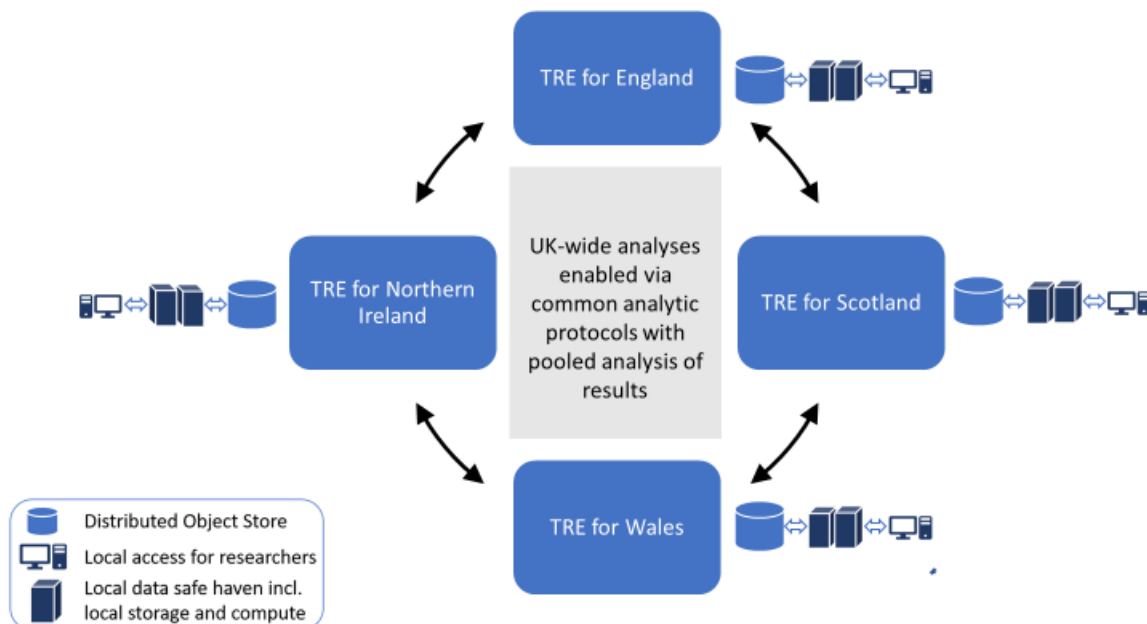 TRE for England
TRE for Northern
Ireland
UK-wide analyses
enabled via
common analytic
protocols with
pooled analysis of
results
TRE for Scotland
TRE for Wales
Distributed Object Store
Local access for researchers
Local data safe haven incl.
local storage and compute